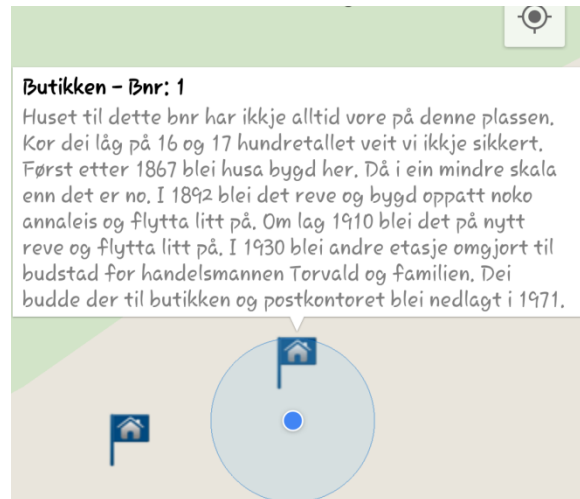 Butikken - Bnr: 1
Huset til dette bnr har ikkje alltid vore på denne plassen.
Kor dei låg på 16 og 17 hundretallet veit vi ikkje sikkert.
Først etter 1867 blei husa bygd her. Då i ein mindre skala
enn det er no. I 1892 blei det reve og bygd oppatt noko
annaleis og flytta litt på. Om lag 1910 blei det på nytt
reve og flytta litt på. I 1930 blei andre etasje omgjort til
budstad for handelsmannen Torvald og familien. Dei
budde der til butikken og postkontoret blei nedlagt i 1971.